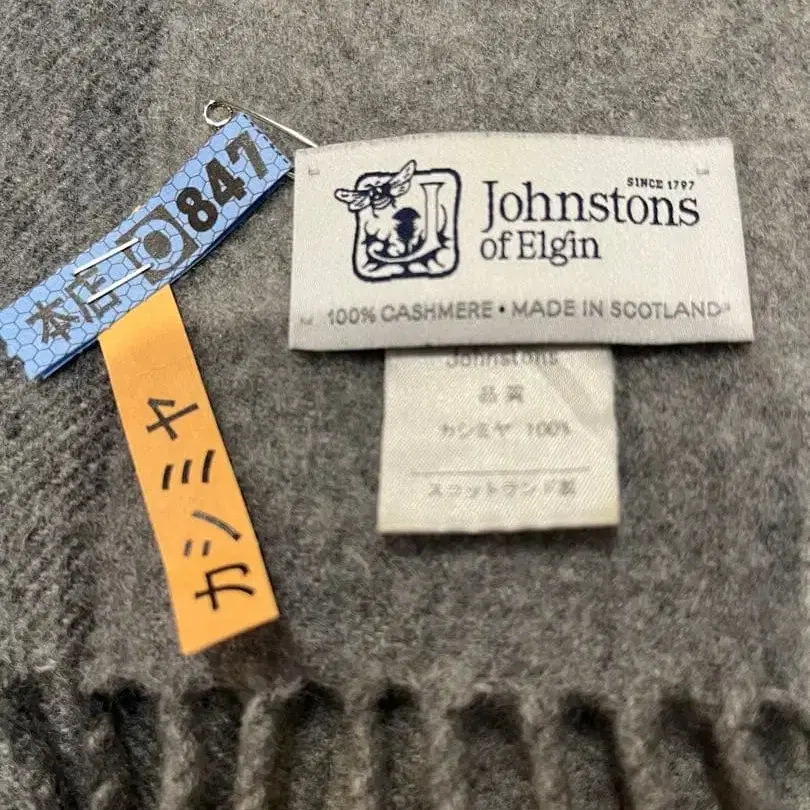 本店 847
カシミヤ
J
Johnstons
SINCE 1797
of Elgin
100% CASHMERE • MADE IN SCOTLAND
Johnstons
品質
カシミヤ 100%
スコットランド製